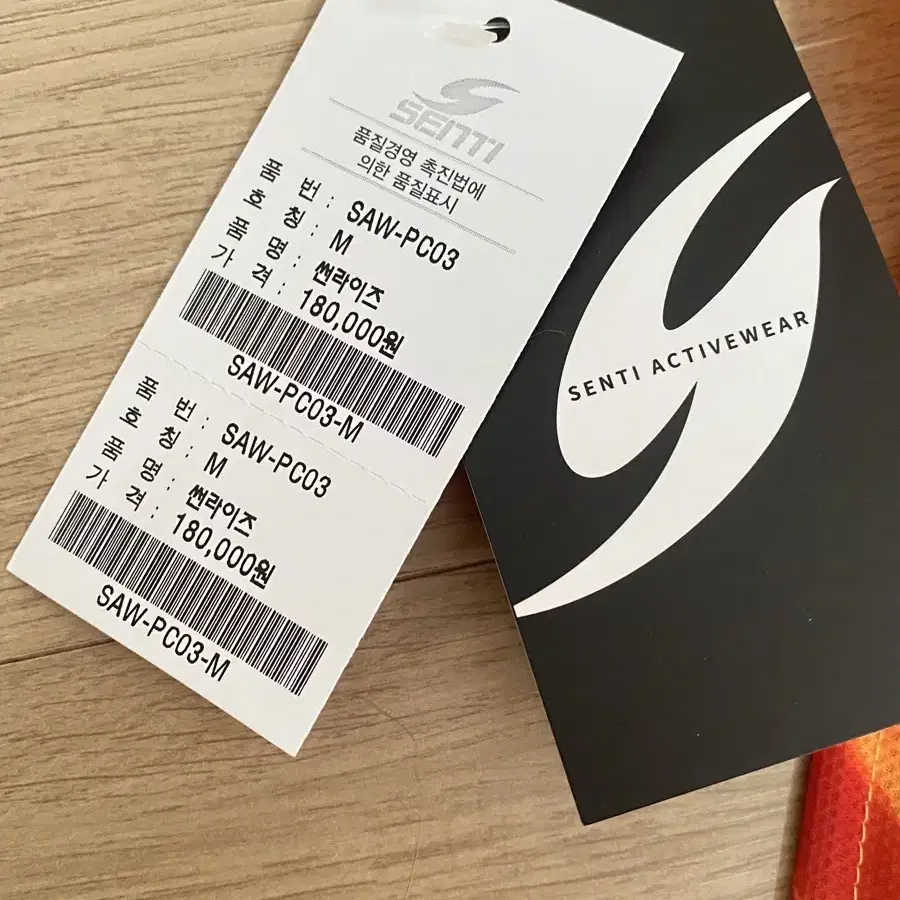 SENTI
품질경영 촉진법에
의한 품질표시
품 번 : SAW-PC03
호 칭 : M
품 명 : 썬라이즈
가 격 : 180,000원
SAW-PC03-M
품 번 : SAW-PC03
호 칭 : M
품 명 : 썬라이즈
가 격 : 180,000원
SAW-PC03-M
SENTI ACTIVEWEAR